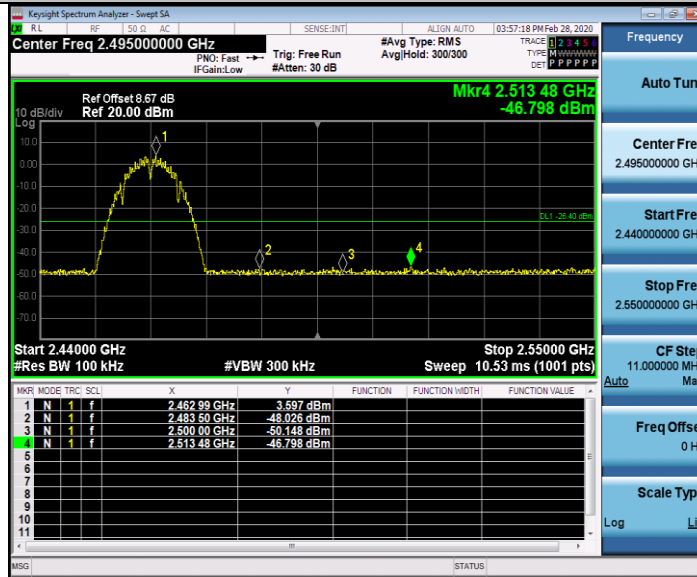 Keysight Spectrum Analyzer - Swept SA
RL RF 50 Ω AC SENSE:INT ALIGN AUTO 03:57:18 PM Feb 28, 2020
Center Freq 2.495000000 GHz
PNO: Fast
IFGain:Low
Trig: Free Run
#Atten: 30 dB
#Avg Type: RMS
Avg|Hold: 300/300
TRACE 1 2 3 4 5 6
TYPE M
DET P P P P P P
Frequency
Mkr4 2.513 48 GHz
-46.798 dBm
Ref Offset 8.67 dB
10 dB/div Ref 20.00 dBm
Log
10.0
0.00
-10.0
-20.0
-30.0
-40.0
-50.0
-60.0
-70.0
1
2
3
4
DL1 -26.40 dBm
Start 2.44000 GHz Stop 2.55000 GHz
#Res BW 100 kHz #VBW 300 kHz Sweep 10.53 ms (1001 pts)
MKR MODE TRC SCL X Y FUNCTION FUNCTION WIDTH FUNCTION VALUE
1 N 1 f 2.462 99 GHz 3.597 dBm
2 N 1 f 2.483 50 GHz -48.026 dBm
3 N 1 f 2.500 00 GHz -50.148 dBm
4 N 1 f 2.513 48 GHz -46.798 dBm
5
6
7
8
9
10
11
MSG STATUS
Auto Tun
Center Fre
2.495000000 GH
Start Fre
2.440000000 GH
Stop Fre
2.550000000 GH
CF Ste
11.000000 MH
Auto Ma
Freq Offse
0 H
Scale Typ
Log Li